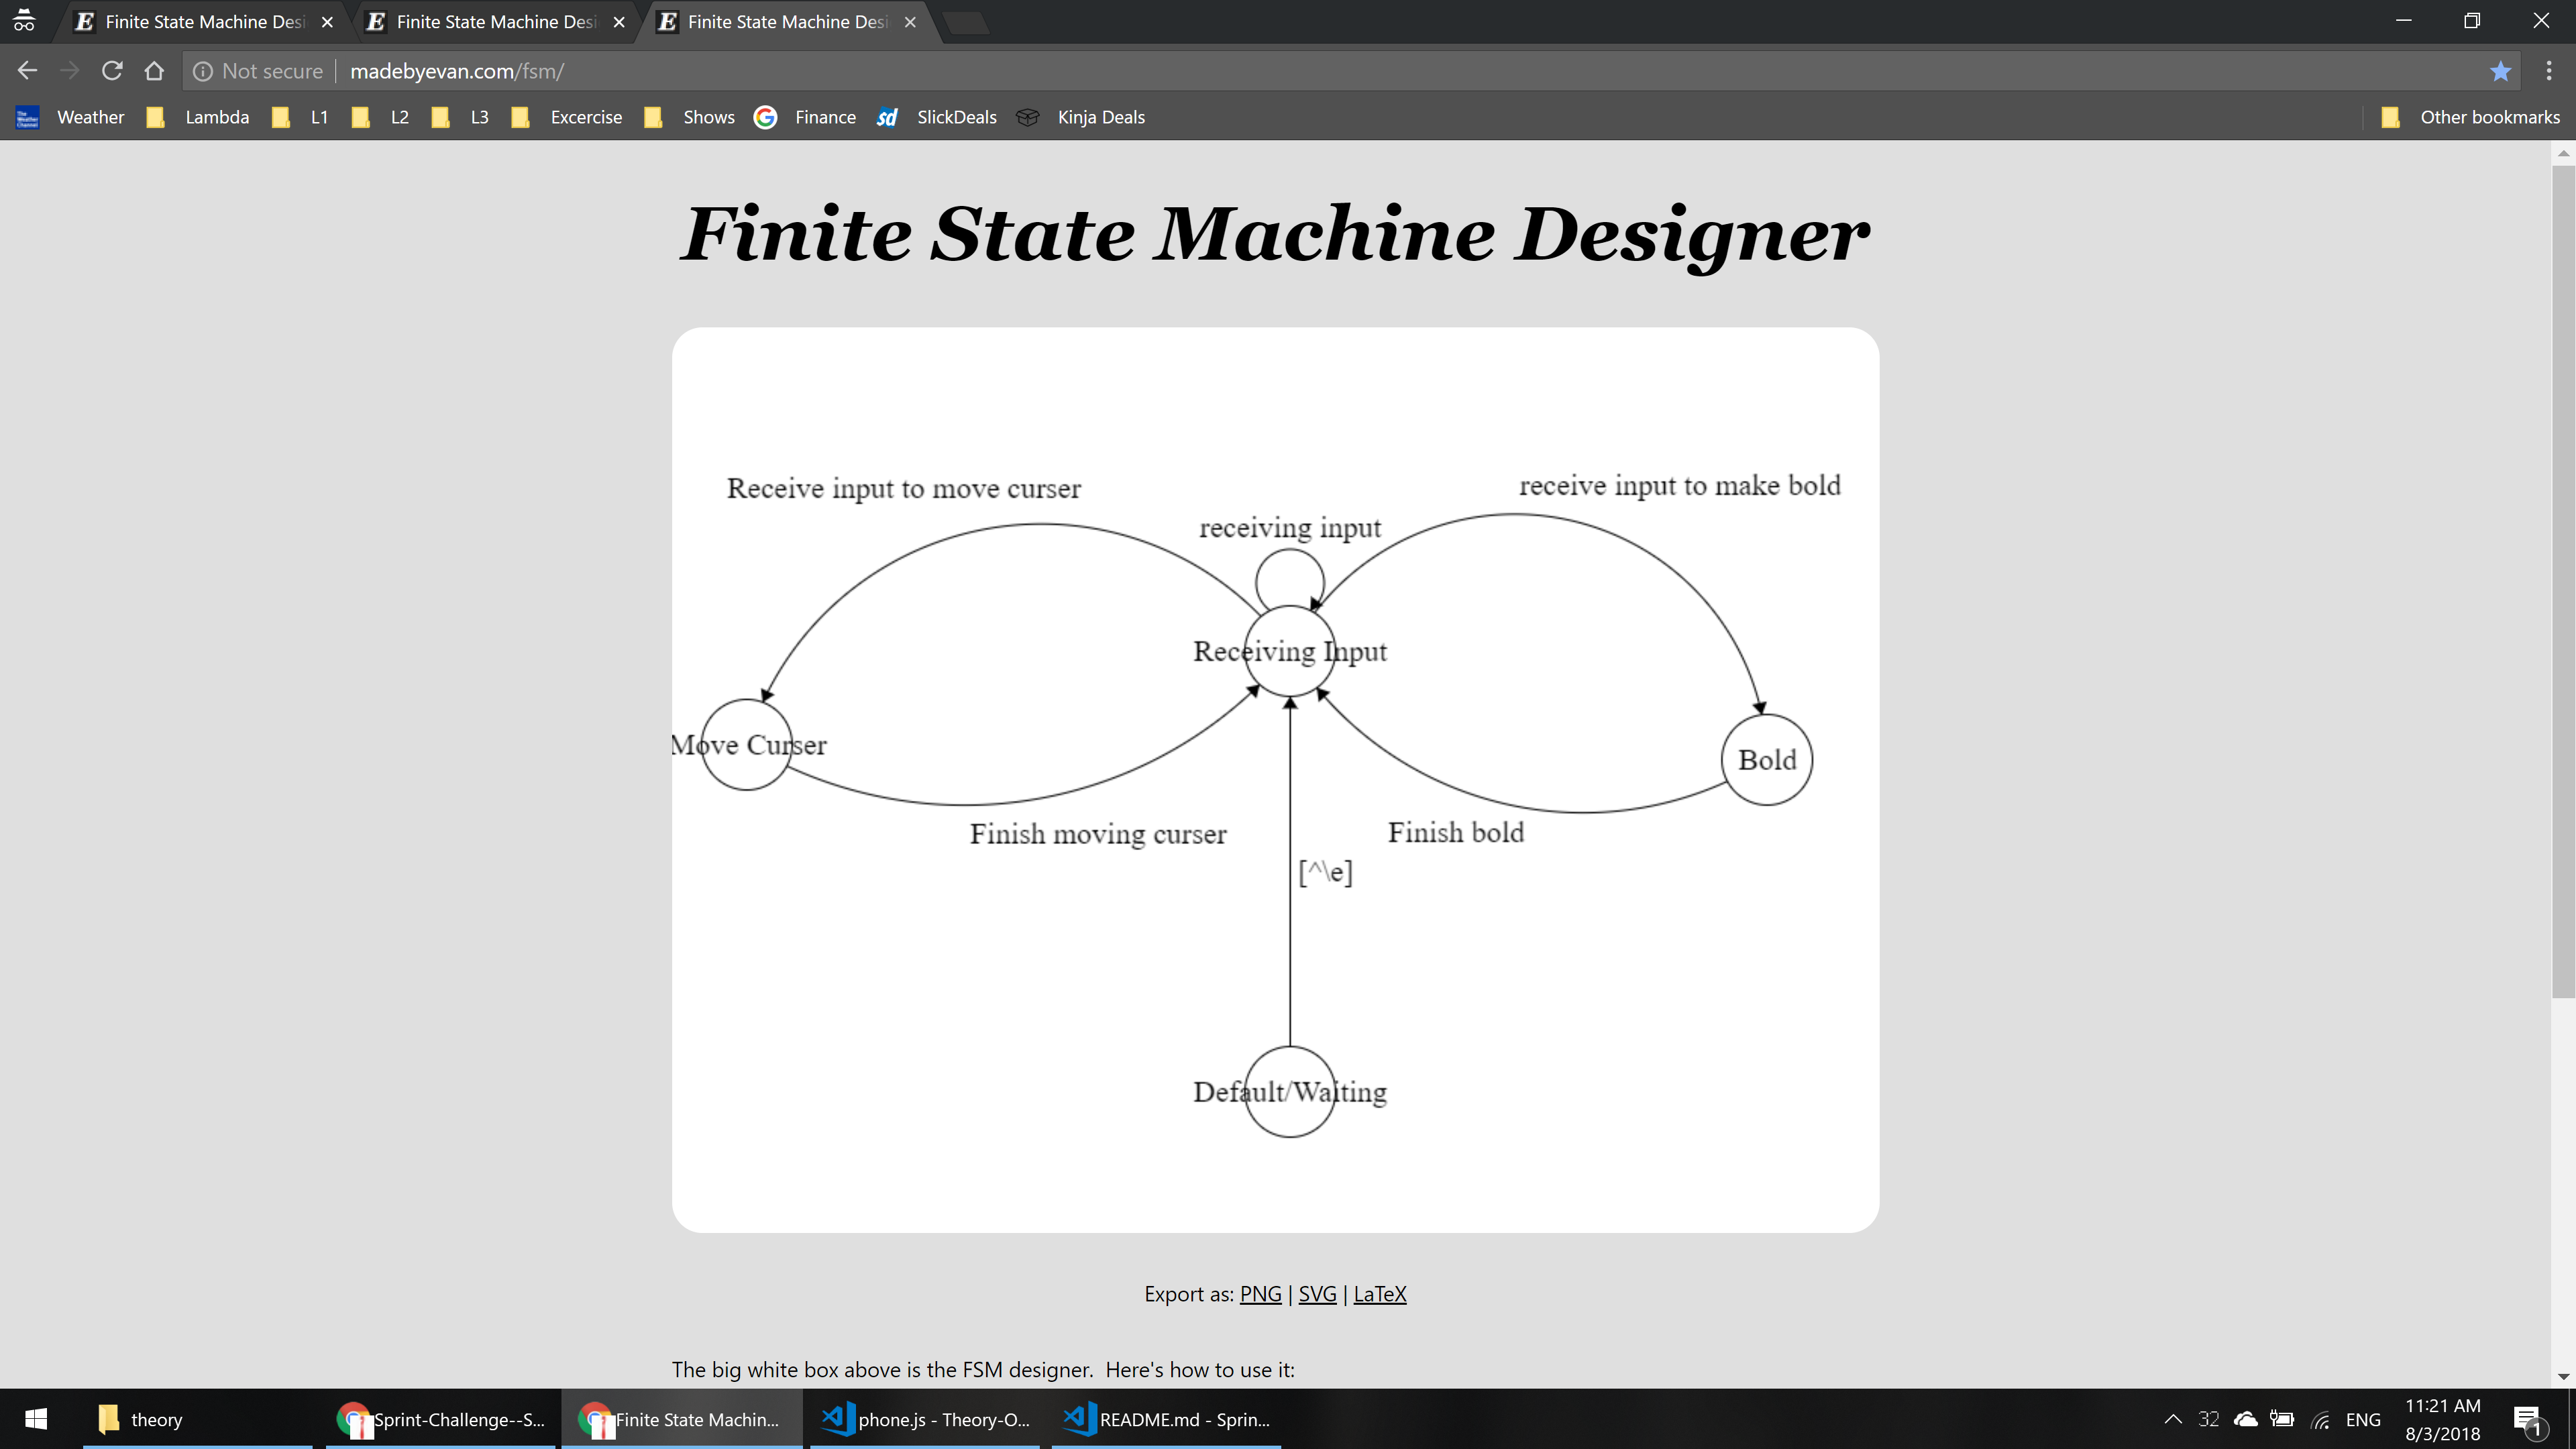 Finite State Machine Desi
Finite State Machine Desi
Finite State Machine Desi
Not secure madebyevan.com/fsm/
Weather Lambda L1 L2 L3 Excercise Shows Finance SlickDeals Kinja Deals Other bookmarks
Finite State Machine Designer
Receive input to move curser
receive input to make bold
receiving input
Receiving Input
Move Curser
Bold
Finish moving curser
Finish bold
[^\e]
Default/Waiting
Export as: PNG | SVG | LaTeX
The big white box above is the FSM designer. Here's how to use it:
theory
Sprint-Challenge--S...
Finite State Machin...
phone.js - Theory-O...
README.md - Sprin...
32
ENG
11:21 AM
8/3/2018
1